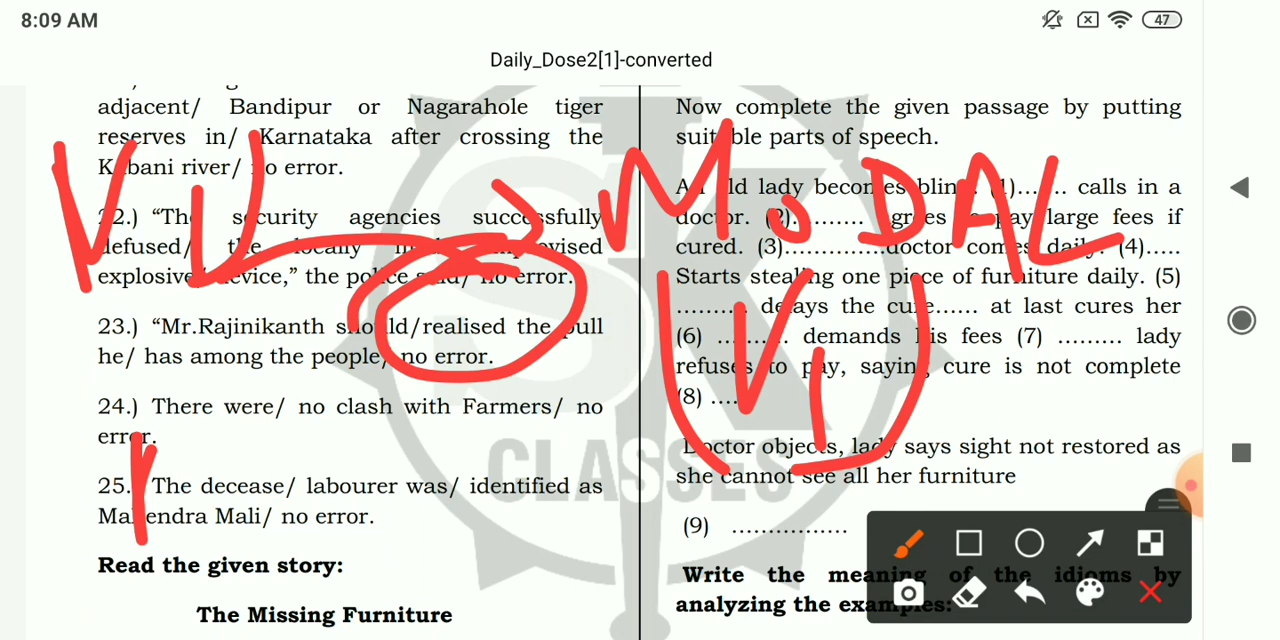 8:09 AM
47
Daily_Dose2[1]-converted
adjacent/ Bandipur or Nagarahole tiger
reserves in/ Karnataka after crossing the
Kabani river/ no error.
22.) “The security agencies successfully
defused/ the locally made improvised
explosive/ device,” the police said/ no error.
23.) “Mr.Rajinikanth should/realised the pull
he/ has among the people/ no error.
24.) There were/ no clash with Farmers/ no
error.
25. The decease/ labourer was/ identified as
Mahendra Mali/ no error.
Read the given story:
The Missing Furniture
Now complete the given passage by putting
suitable parts of speech.
An old lady becomes blind. (1)...... calls in a
doctor. (2)......... agrees to pay large fees if
cured. (3)..............doctor comes daily. (4).....
Starts stealing one piece of furniture daily. (5)
......... delays the cure...... at last cures her
(6) ......... demands his fees (7) ......... lady
refuses to pay, saying cure is not complete
(8) ....
Doctor objects, lady says sight not restored as
she cannot see all her furniture
(9) ...............
Write the meaning of the idioms by
analyzing the examples:
SK
CLASSES
MODAL
V1